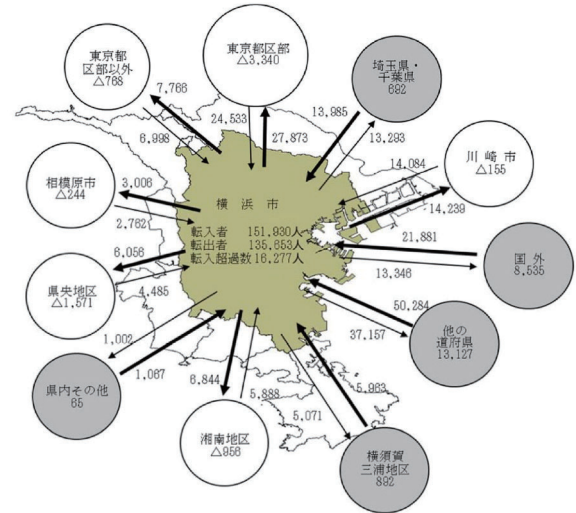 東京都
区部以外
△768
東京都区部
△3,340
埼玉県・
千葉県
692
7,766
6,998
24,533
27,873
13,985
13,293
川崎市
△155
14,084
14,239
相模原市
△244
3,006
2,762
横浜市
転入者 151,930人
転出者 135,653人
転入超過数 16,277人
21,881
13,346
国外
8,535
県央地区
△1,571
6,056
4,485
50,284
37,157
他の
道府県
13,127
県内その他
65
1,002
1,067
湘南地区
△956
6,844
5,888
5,071
5,963
横須賀
三浦地区
892